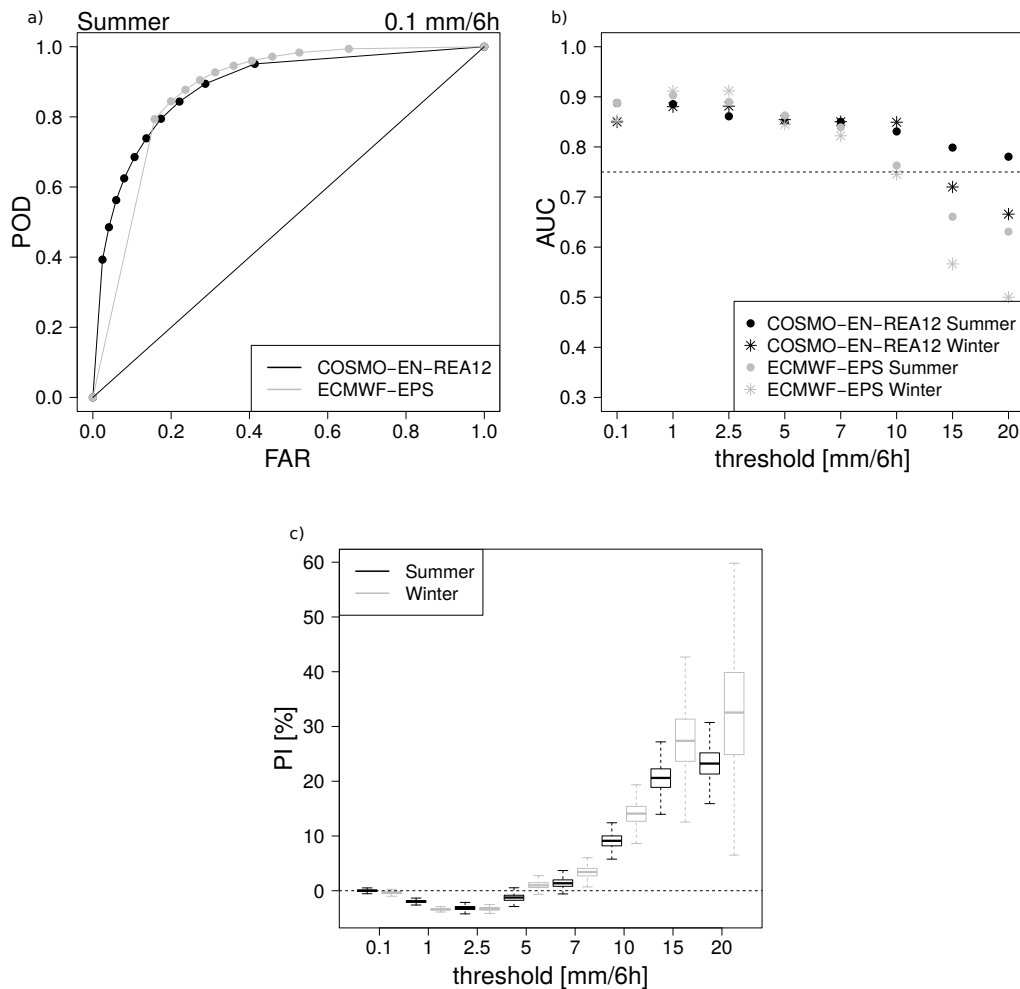 a)
Summer 0.1 mm/6h
1.0
0.8
0.6
0.4
0.2
0.0
POD
COSMO−EN−REA12
ECMWF−EPS
0.0 0.2 0.4 0.6 0.8 1.0
FAR
b)
1.0
0.9
0.8
0.7
0.6
0.5
0.4
0.3
AUC
COSMO−EN−REA12 Summer
COSMO−EN−REA12 Winter
ECMWF−EPS Summer
ECMWF−EPS Winter
0.1 1 2.5 5 7 10 15 20
threshold [mm/6h]
c)
60
50
40
30
20
10
0
PI [%]
Summer
Winter
0.1 1 2.5 5 7 10 15 20
threshold [mm/6h]